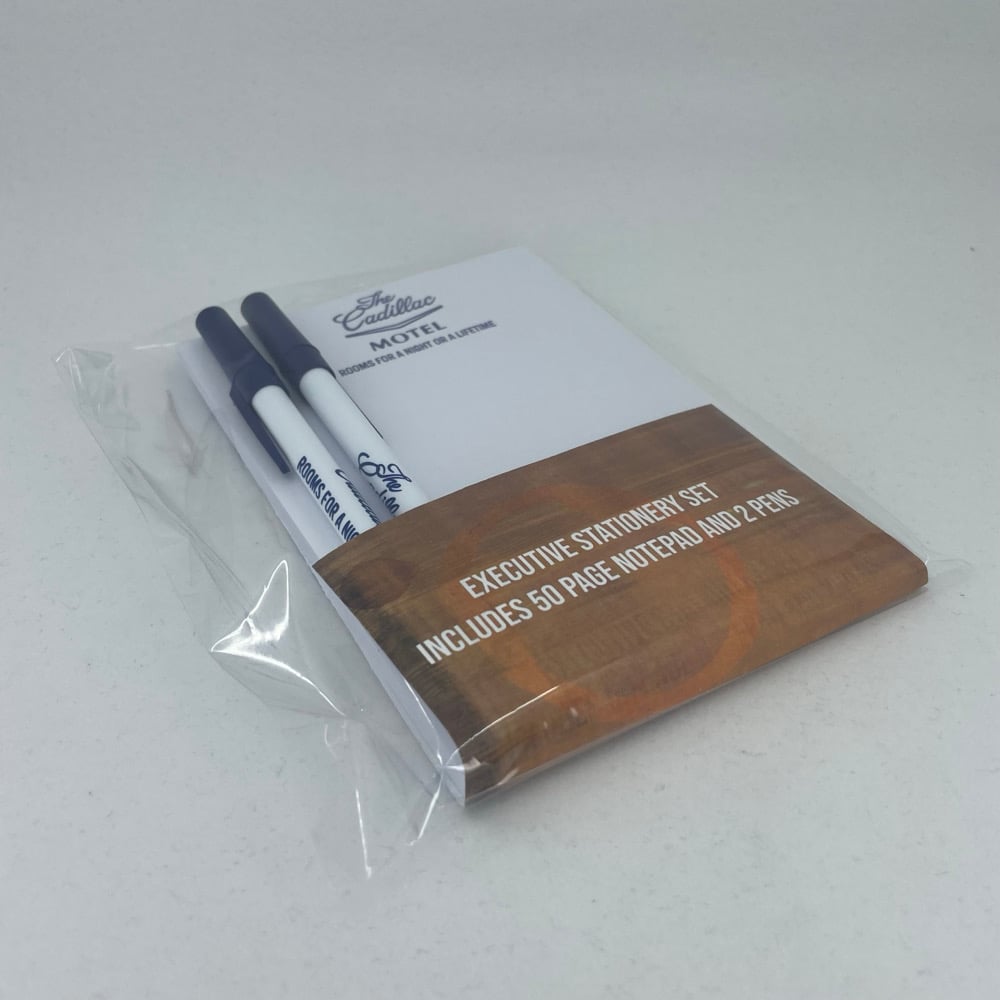 The
Cadillac
MOTEL
ROOMS FOR A NIGHT OR A LIFETIME
The
ROOMS FOR A
EXECUTIVE STATIONERY SET
INCLUDES 50 PAGE NOTEPAD AND 2 PENS